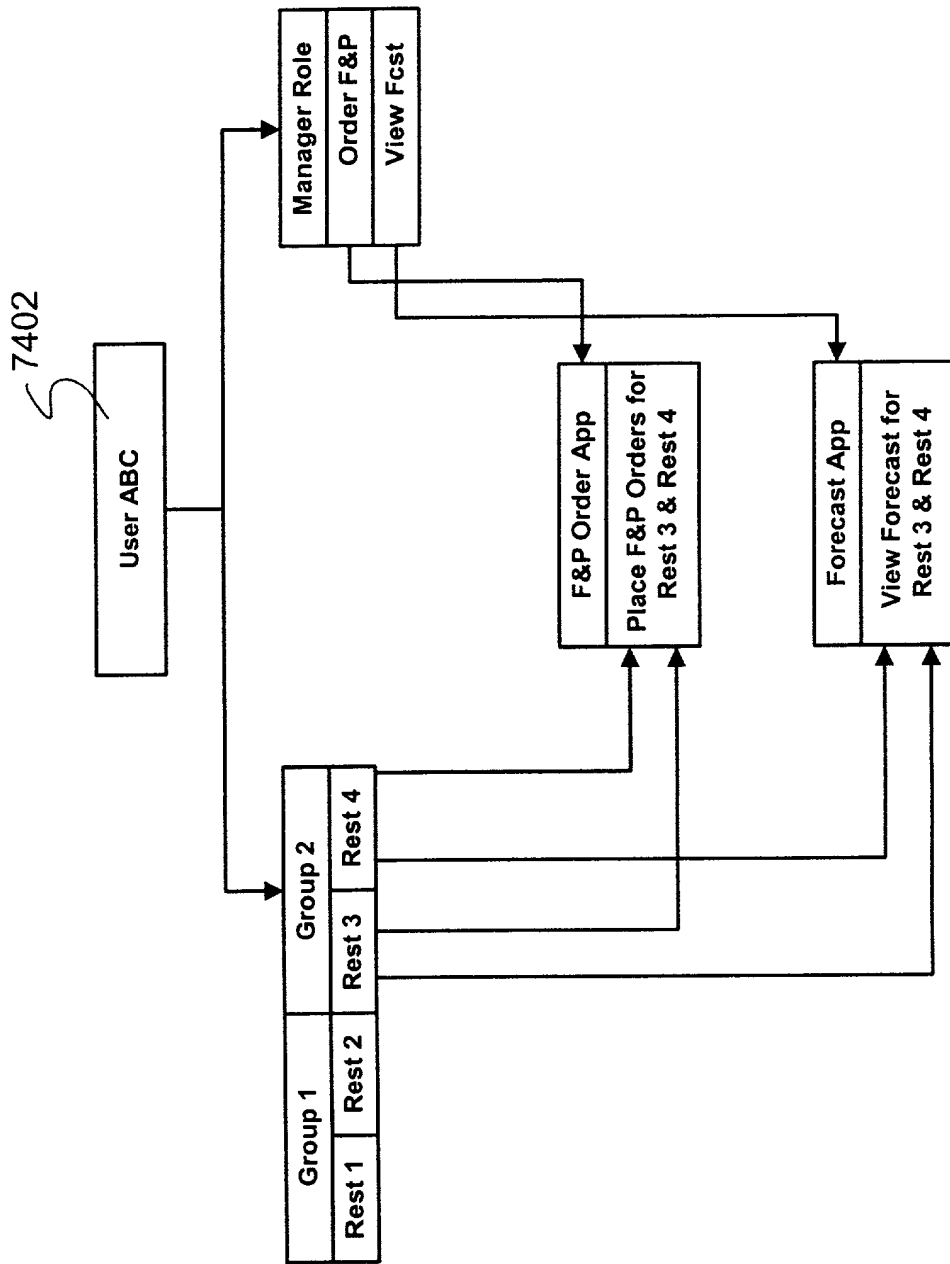 7402
User ABC
Group 1
Group 2
Rest 1
Rest 2
Rest 3
Rest 4
Manager Role
Order F&P
View Fcst
F&P Order App
Place F&P Orders for
Rest 3 & Rest 4
Forecast App
View Forecast for
Rest 3 & Rest 4